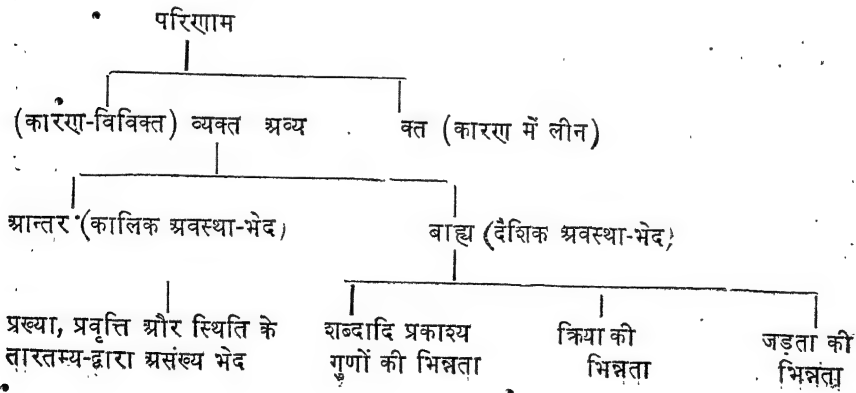 परिणाम
(कारण-विविक्त) व्यक्त अव्य क्त (कारण में लीन)
आन्तर (कालिक अवस्था-भेद) बाह्य (दैशिक अवस्था-भेद)
प्रख्या, प्रवृत्ति और स्थिति के शब्दादि प्रकाश्य क्रिया की जड़ता की
तारतम्य-द्वारा असंख्य भेद गुणों की भिन्नता भिन्नता भिन्नता